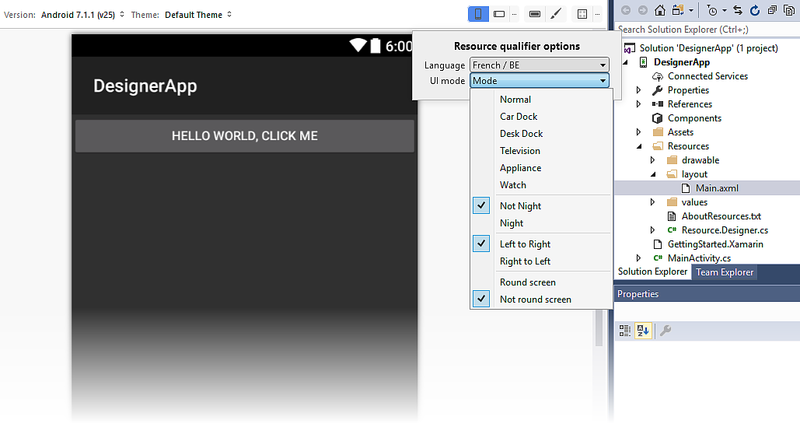 Version: Android 7.1.1 (v25) Theme: Default Theme
6:00
DesignerApp
HELLO WORLD, CLICK ME
Resource qualifier options
Language French / BE
UI mode Mode
Normal
Car Dock
Desk Dock
Television
Appliance
Watch
Not Night
Night
Left to Right
Right to Left
Round screen
Not round screen
Search Solution Explorer (Ctrl+;)
Solution 'DesignerApp' (1 project)
DesignerApp
Connected Services
Properties
References
Components
Assets
Resources
drawable
layout
Main.axml
values
AboutResources.txt
C# Resource.Designer.cs
GettingStarted.Xamarin
C# MainActivity.cs
Solution Explorer Team Explorer
Properties